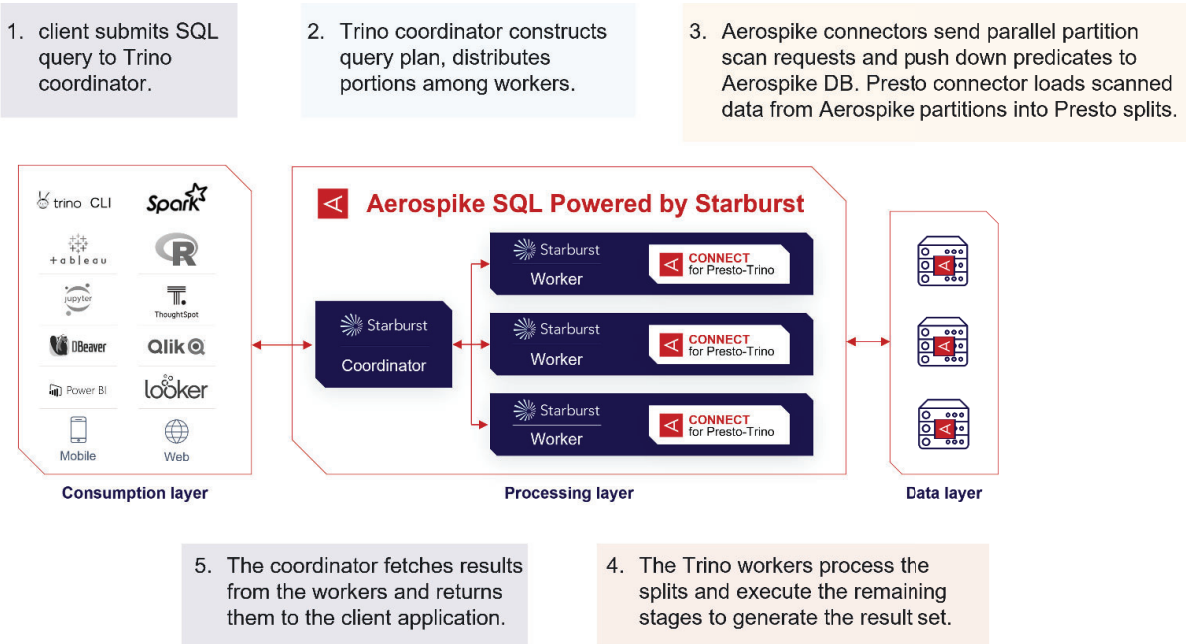 1. client submits SQL
query to Trino
coordinator.
2. Trino coordinator constructs
query plan, distributes
portions among workers.
3. Aerospike connectors send parallel partition
scan requests and push down predicates to
Aerospike DB. Presto connector loads scanned
data from Aerospike partitions into Presto splits.
trino CLI
Spark
tableau
R
jupyter
T.
ThoughtSpot
DBeaver
Qlik
Power BI
looker
Mobile
Web
Consumption layer
Aerospike SQL Powered by Starburst
Starburst
Coordinator
Starburst
Worker
CONNECT
for Presto-Trino
Starburst
Worker
CONNECT
for Presto-Trino
Starburst
Worker
CONNECT
for Presto-Trino
Processing layer
Data layer
5. The coordinator fetches results
from the workers and returns
them to the client application.
4. The Trino workers process the
splits and execute the remaining
stages to generate the result set.